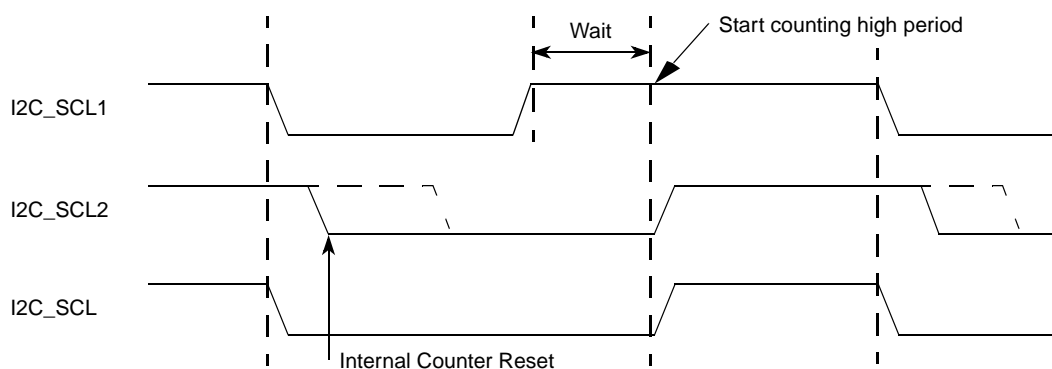 Wait
Start counting high period
I2C_SCL1
I2C_SCL2
I2C_SCL
Internal Counter Reset